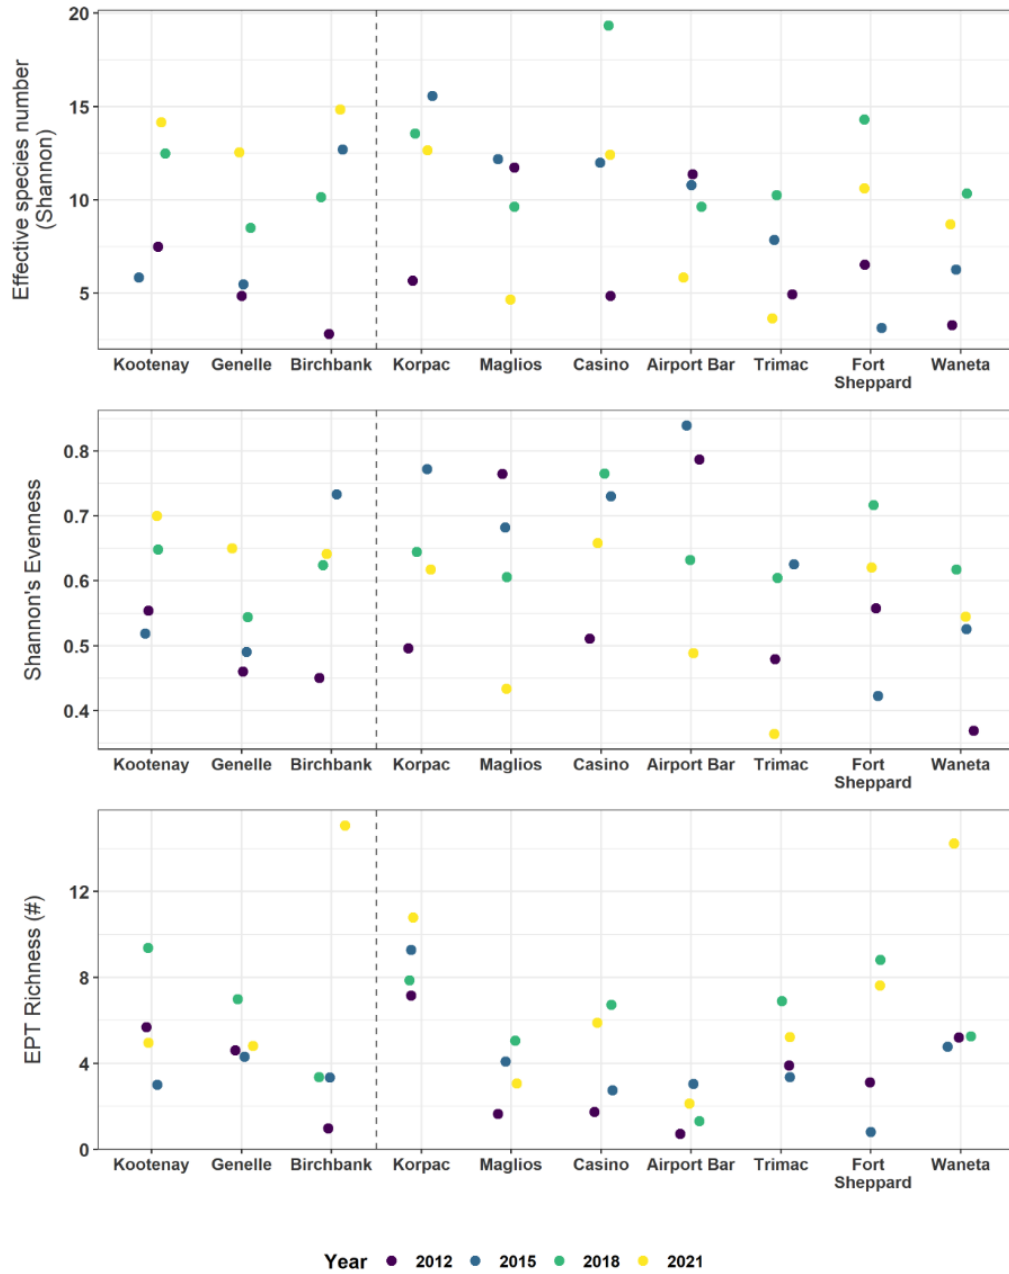 Effective species number
(Shannon)
20
15
10
5
Kootenay Genelle Birchbank Korpac Maglios Casino Airport Bar Trimac Fort Sheppard Waneta
Shannon's Evenness
0.8
0.7
0.6
0.5
0.4
Kootenay Genelle Birchbank Korpac Maglios Casino Airport Bar Trimac Fort Sheppard Waneta
EPT Richness (#)
12
8
4
0
Kootenay Genelle Birchbank Korpac Maglios Casino Airport Bar Trimac Fort Sheppard Waneta
Year 2012 2015 2018 2021